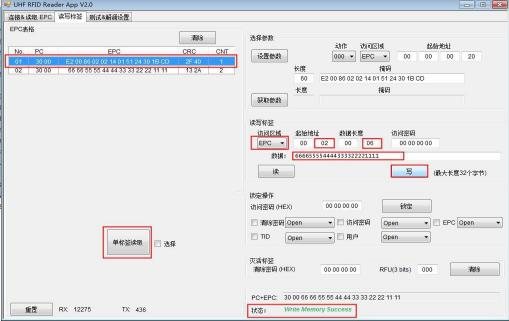 UHF RFID Reader App V2.0
连接&读取 EPC 读写标签 测试&解调设置
EPC表格
清除
No. PC EPC CRC CNT
01 30 00 E2 00 86 02 02 14 01 51 24 30 1B CD 2F 40 1
02 30 00 66 66 55 55 44 44 33 33 22 22 11 11 13 2A 2
单标签读取 选择
重置 RX: 12275 TX: 436
选择参数
动作 访问区域 起始地址
设置参数 000 EPC 00 00 00 20
长度 掩码
60 E2 00 86 02 02 14 01 51 24 30 1B CD
长度 掩码
获取参数
读写标签
访问区域 起始地址 数据长度 访问密码
EPC 00 02 00 06 00 00 00 00
数据: 666655554444333322221111
读 写 (最大长度32个字节)
锁定操作
访问密码 (HEX) 00 00 00 00 锁定
清除密码 Open 访问密码 Open EPC Open
TID Open 用户 Open
灭活标签
清除密码 (HEX) 00 00 00 00 RFU(3 bits) 000 清除
PC+EPC: 30 00 66 66 55 55 44 44 33 33 22 22 11 11
状态: Write Memory Success